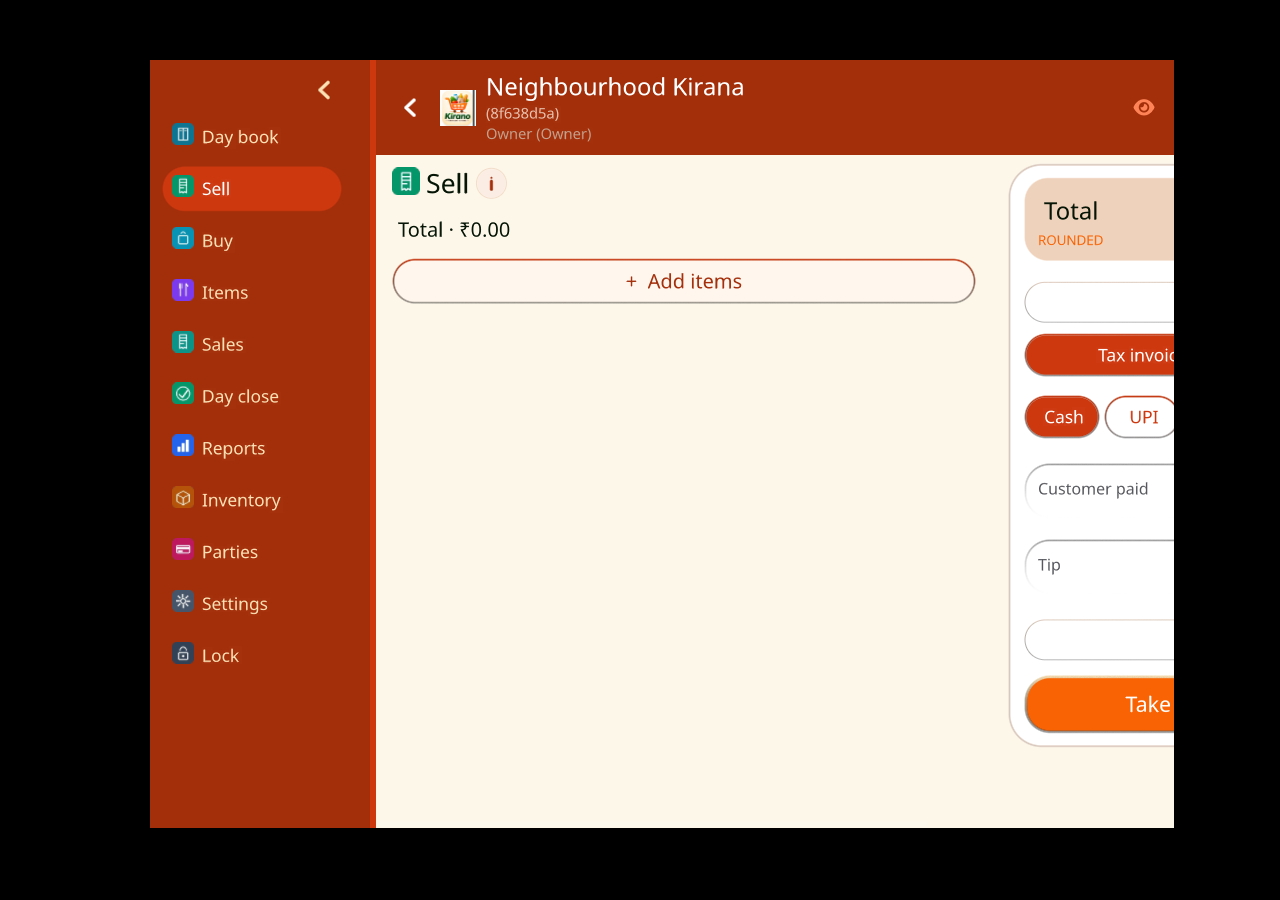 Neighbourhood Kirana
(8f638d5a)
Owner (Owner)
Kirano
Day book
Sell
Buy
Items
Sales
Day close
Reports
Inventory
Parties
Settings
Lock
Sell
Total · ₹0.00
+ Add items
Total
ROUNDED
Tax invoic
Cash
UPI
Customer paid
Tip
Take